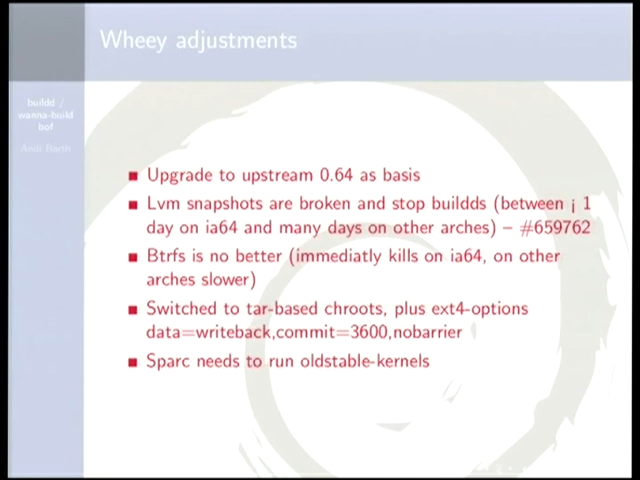 Wheey adjustments
buildd /
wanna-build
bof
Andi Barth
Upgrade to upstream 0.64 as basis
Lvm snapshots are broken and stop buildds (between ¡ 1
day on ia64 and many days on other arches) – #659762
Btrfs is no better (immediatly kills on ia64, on other
arches slower)
Switched to tar-based chroots, plus ext4-options
data=writeback,commit=3600,nobarrier
Sparc needs to run oldstable-kernels